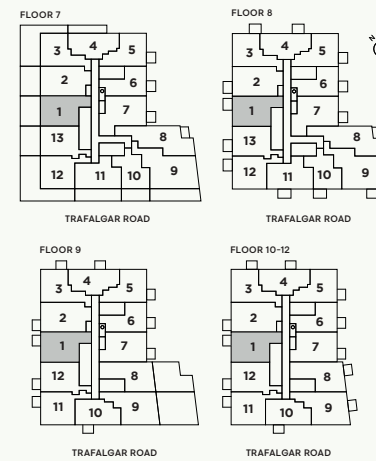 FLOOR 7
3 4 5
2 6
1 7
13 8
12 11 10 9
TRAFALGAR ROAD
FLOOR 8
N
3 4 5
2 6
1 7
13 8
12 11 10 9
TRAFALGAR ROAD
FLOOR 9
3 4 5
2 6
1 7
12 8
11 10 9
TRAFALGAR ROAD
FLOOR 10-12
3 4 5
2 6
1 7
12 8
11 10 9
TRAFALGAR ROAD